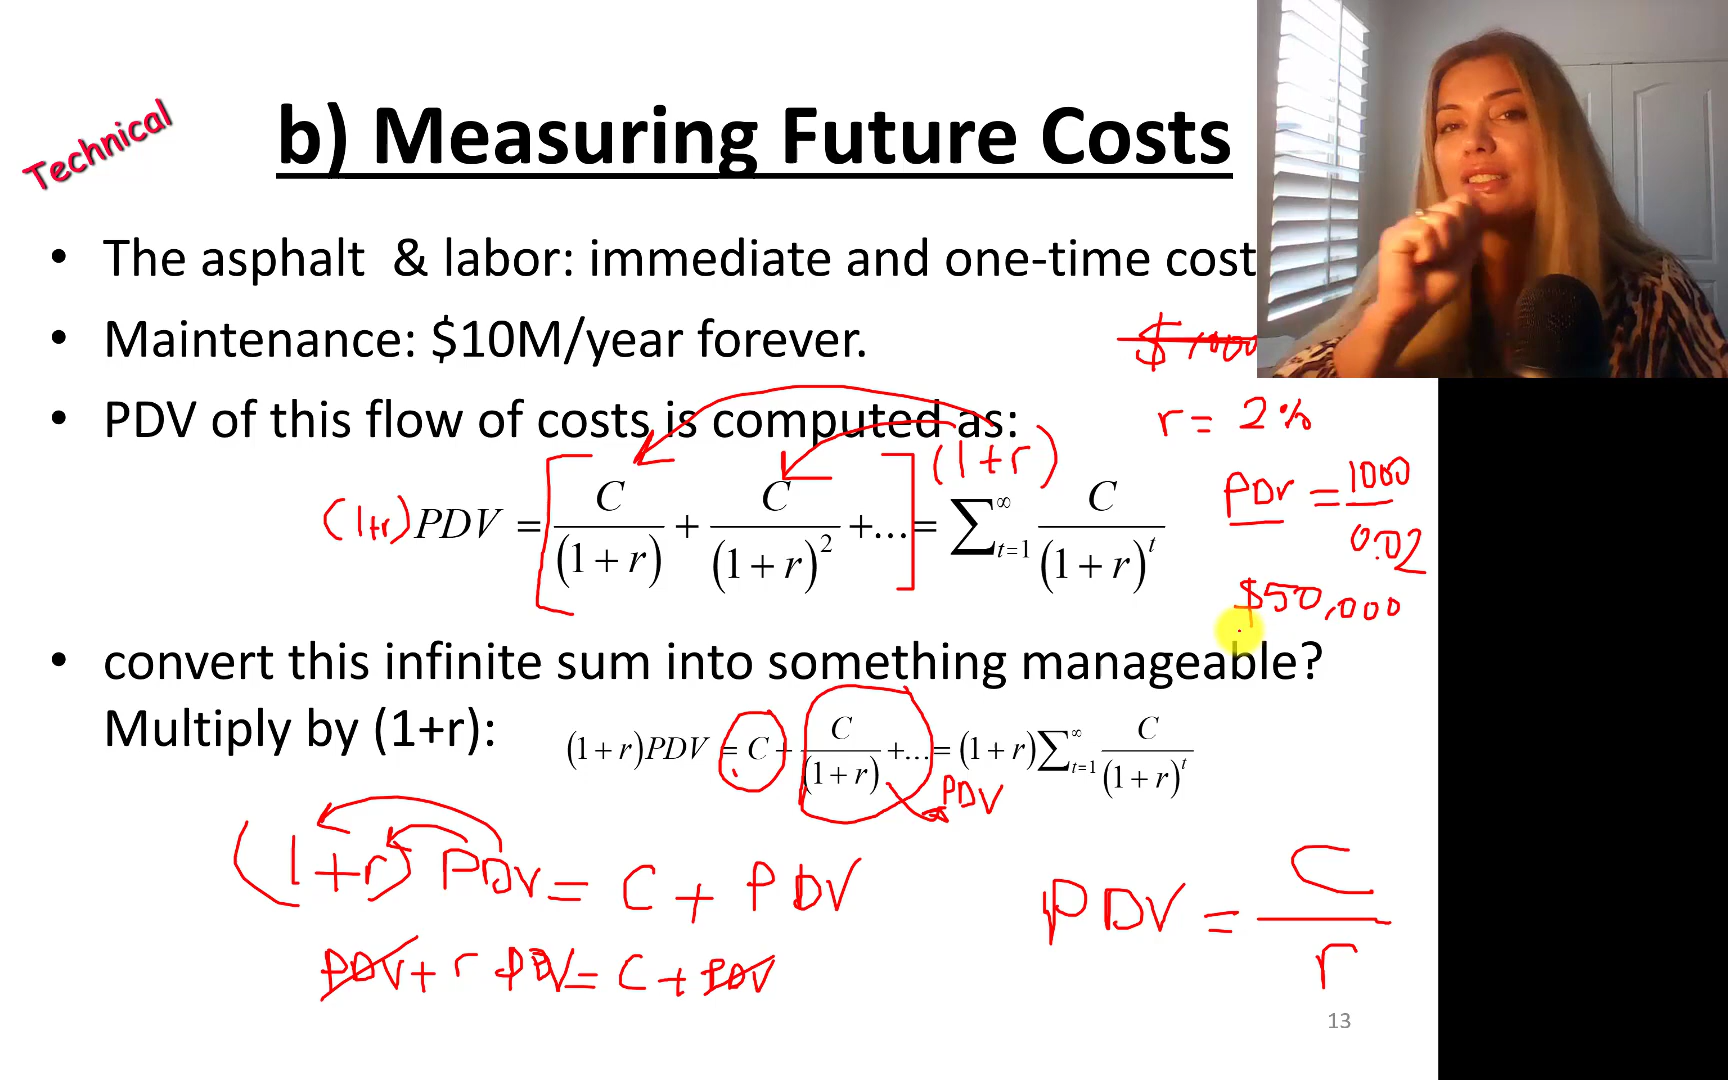 Technical
b) Measuring Future Costs
• The asphalt & labor: immediate and one-time cost
• Maintenance: $10M/year forever.
$1000
• PDV of this flow of costs is computed as:
r = 2%
(1+r)
(1+r) PDV = [C/(1+r) + C/(1+r)^2 + ...] = ∑_{t=1}^{∞} C/(1+r)^t
PDV = 1000/0.02
$50,000
• convert this infinite sum into something manageable?
Multiply by (1+r):
(1+r)PDV = C + C/(1+r) + ... = (1+r)∑_{t=1}^{∞} C/(1+r)^t
PDV
(1+r) PDV = C + PDV
PDV + r PDV = C + PDV
PDV = C/r
13